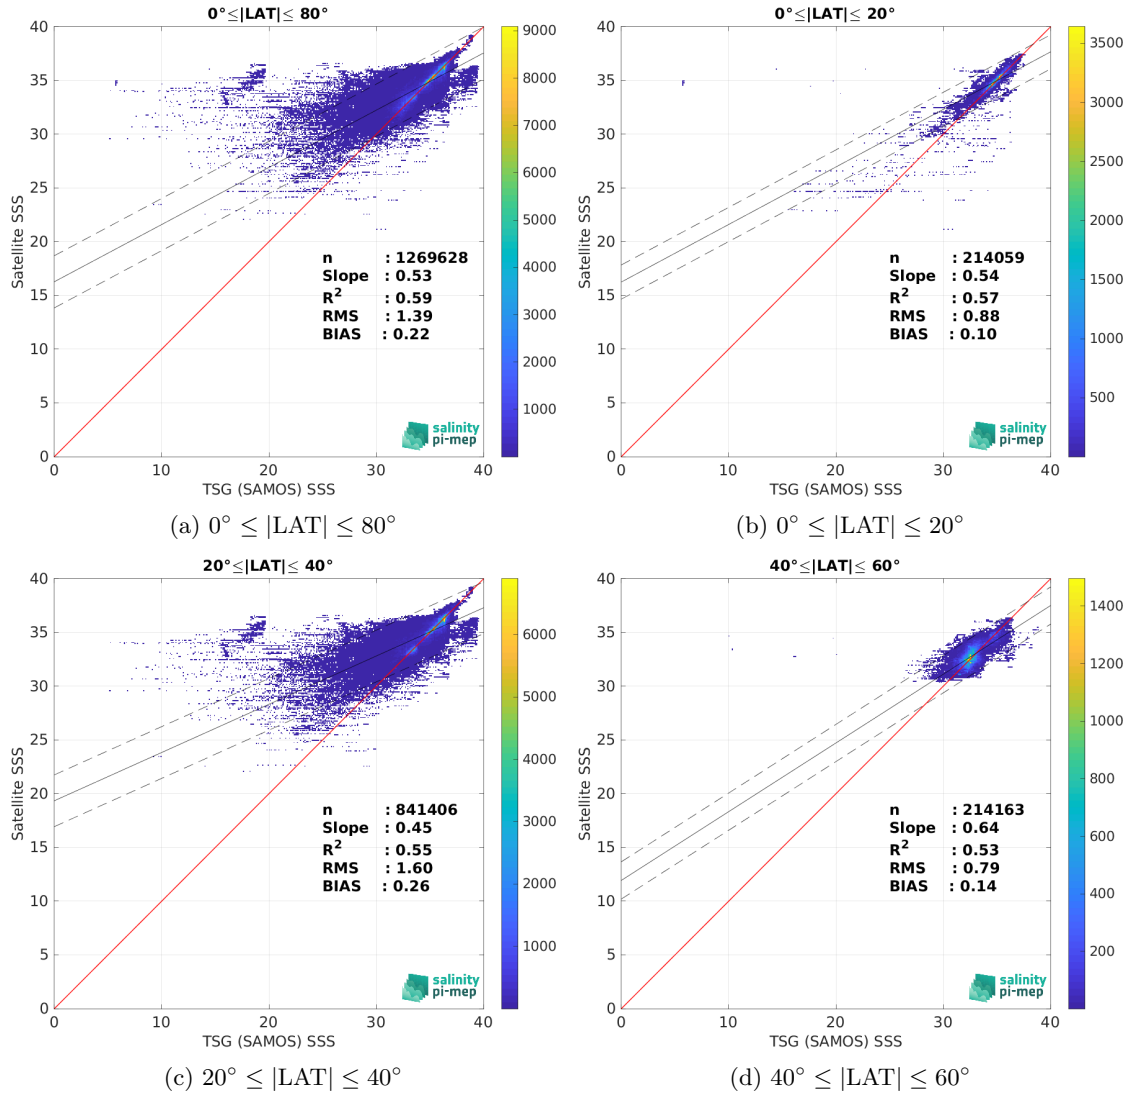 0°≤|LAT|≤ 80°
Satellite SSS
40
35
30
25
20
15
10
5
0
0
10
20
30
40
TSG (SAMOS) SSS
n : 1269628
Slope : 0.53
R² : 0.59
RMS : 1.39
BIAS : 0.22
salinity
pi-mep
9000
8000
7000
6000
5000
4000
3000
2000
1000
(a) 0° ≤ |LAT| ≤ 80°
0°≤|LAT|≤ 20°
Satellite SSS
40
35
30
25
20
15
10
5
0
0
10
20
30
40
TSG (SAMOS) SSS
n : 214059
Slope : 0.54
R² : 0.57
RMS : 0.88
BIAS : 0.10
salinity
pi-mep
3500
3000
2500
2000
1500
1000
500
(b) 0° ≤ |LAT| ≤ 20°
20°≤|LAT|≤ 40°
Satellite SSS
40
35
30
25
20
15
10
5
0
0
10
20
30
40
TSG (SAMOS) SSS
n : 841406
Slope : 0.45
R² : 0.55
RMS : 1.60
BIAS : 0.26
salinity
pi-mep
6000
5000
4000
3000
2000
1000
(c) 20° ≤ |LAT| ≤ 40°
40°≤|LAT|≤ 60°
Satellite SSS
40
35
30
25
20
15
10
5
0
0
10
20
30
40
TSG (SAMOS) SSS
n : 214163
Slope : 0.64
R² : 0.53
RMS : 0.79
BIAS : 0.14
salinity
pi-mep
1400
1200
1000
800
600
400
200
(d) 40° ≤ |LAT| ≤ 60°